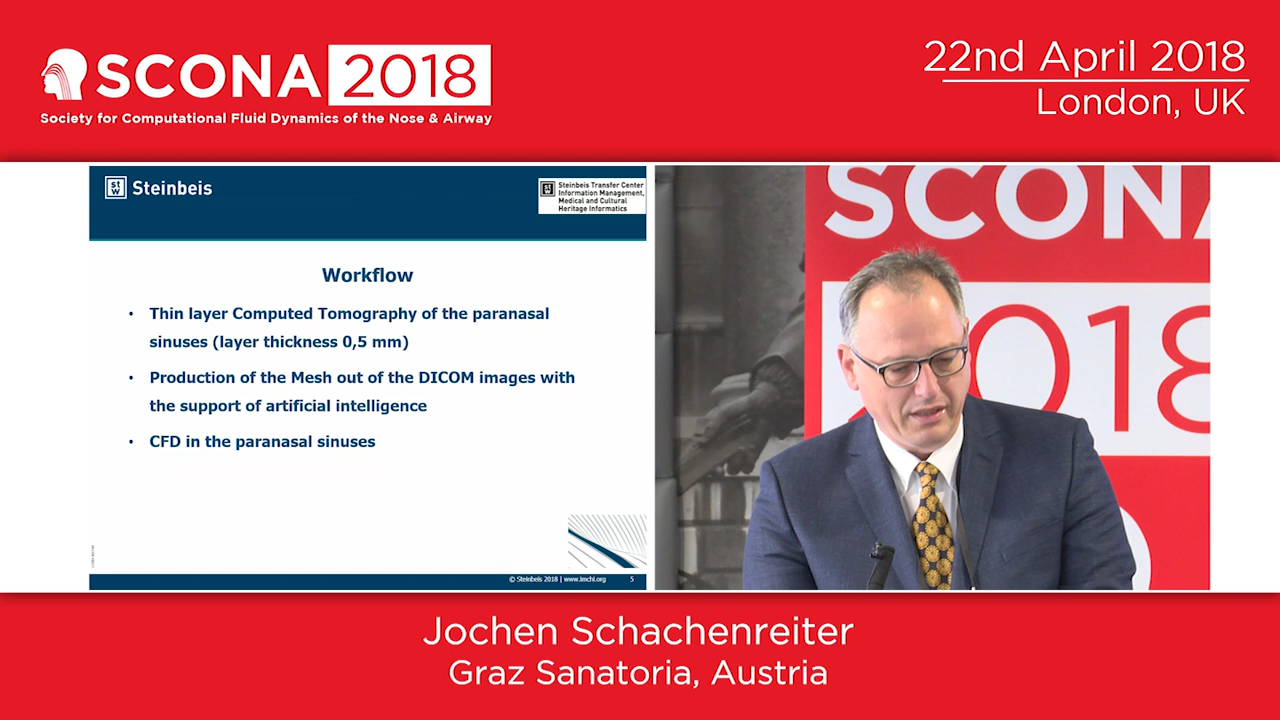 SCONA 2018
Society for Computational Fluid Dynamics of the Nose & Airway
22nd April 2018
London, UK
st
w
Steinbeis
st
w
Steinbeis Transfer Center
Information Management,
Medical and Cultural
Heritage Informatics
Workflow
• Thin layer Computed Tomography of the paranasal
sinuses (layer thickness 0,5 mm)
• Production of the Mesh out of the DICOM images with
the support of artificial intelligence
• CFD in the paranasal sinuses
© Steinbeis 2018 | www.imchi.org 5
SCONA
2018
Jochen Schachenreiter
Graz Sanatoria, Austria